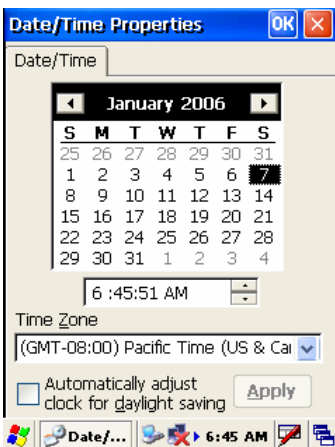 Date/Time Properties OK ×
Date/Time
January 2006
S M T W T F S
25 26 27 28 29 30 31
1 2 3 4 5 6 7
8 9 10 11 12 13 14
15 16 17 18 19 20 21
22 23 24 25 26 27 28
29 30 31 1 2 3 4
6 :45:51 AM
Time Zone
(GMT-08:00) Pacific Time (US & Ca
Automatically adjust
clock for daylight saving
Apply
Date/... 6:45 AM